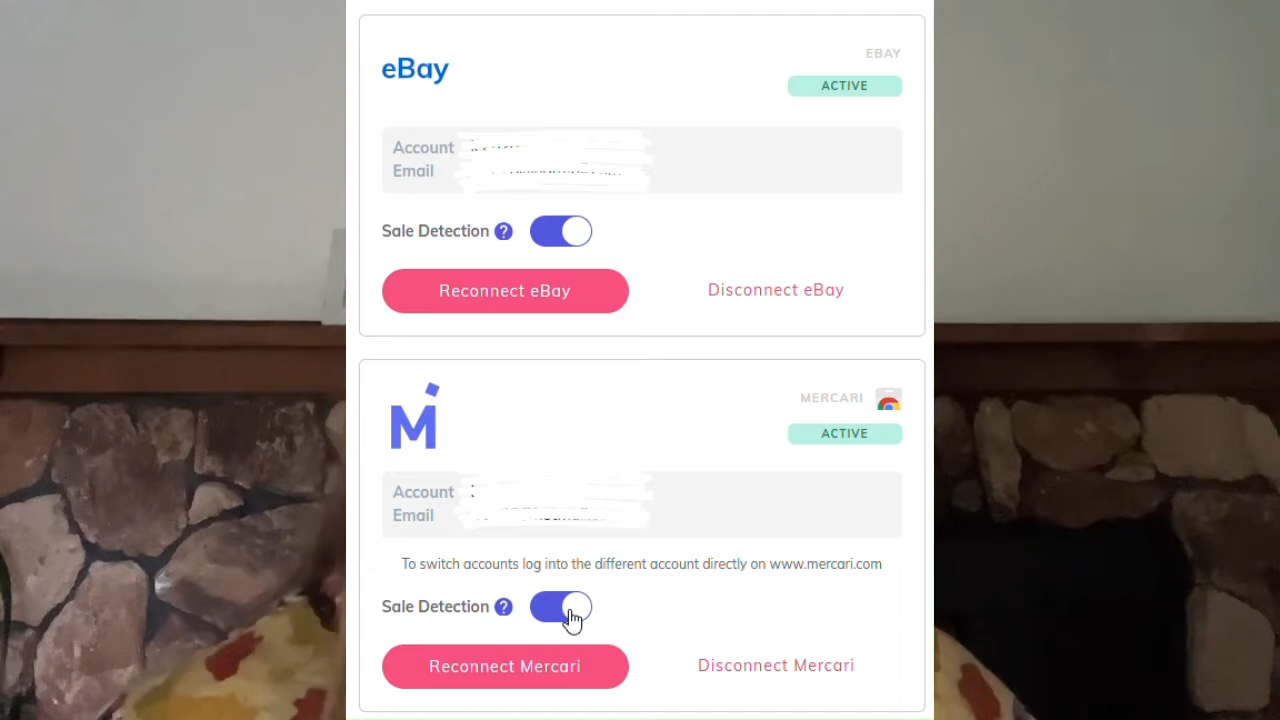 eBay
EBAY
ACTIVE
Account
Email
Sale Detection ?
Reconnect eBay
Disconnect eBay
M
MERCARI
ACTIVE
Account
Email
To switch accounts log into the different account directly on www.mercari.com
Sale Detection ?
Reconnect Mercari
Disconnect Mercari